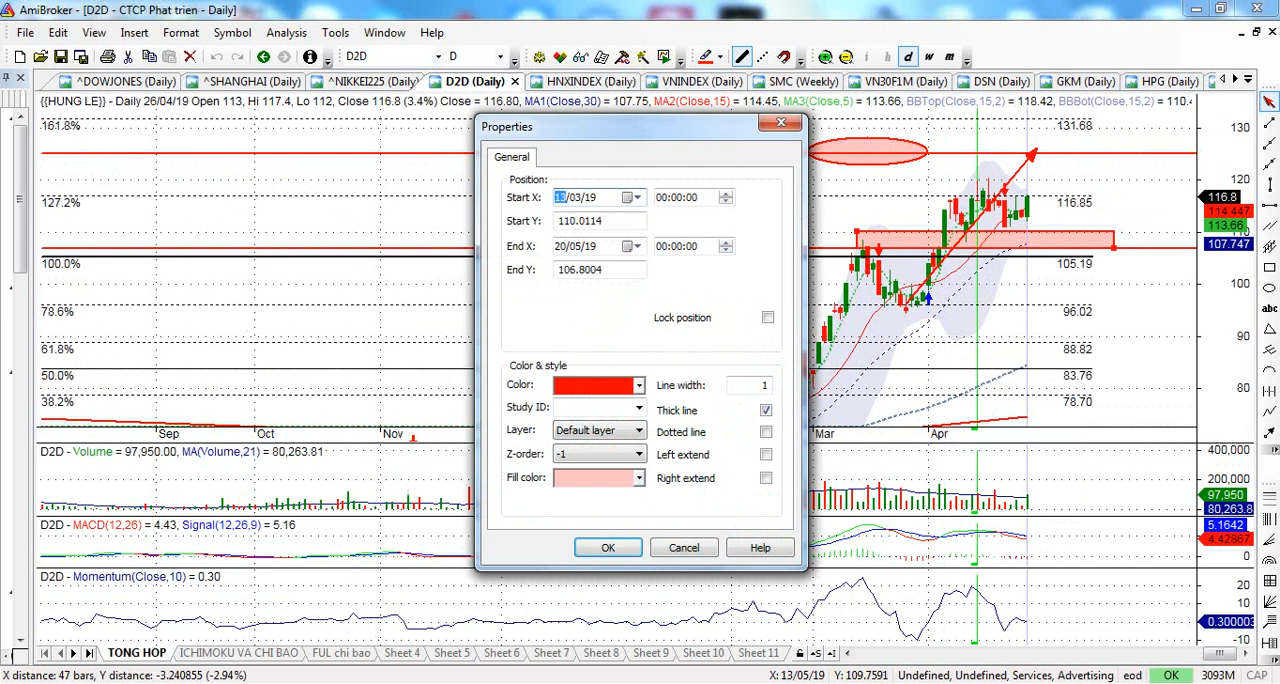 AmiBroker - [D2D - CTCP Phat trien - Daily]
File Edit View Insert Format Symbol Analysis Tools Window Help
D2D D d w m
^DOWJONES (Daily) ^SHANGHAI (Daily) ^NIKKEI225 (Daily) D2D (Daily) HNXINDEX (Daily) VNINDEX (Daily) SMC (Weekly) VN30F1M (Daily) DSN (Daily) GKM (Daily) HPG (Daily)
{{HUNG LE}} - Daily 26/04/19 Open 113, Hi 117.4, Lo 112, Close 116.8 (3.4%) Close = 116.80, MA1(Close,30) = 107.75, MA2(Close,15) = 114.45, MA3(Close,5) = 113.66, BBTop(Close,15,2) = 118.42, BBBot(Close,15,2) = 110.4
161.8%
127.2%
100.0%
78.6%
61.8%
50.0%
38.2%
131.68
116.85
105.19
96.02
88.82
83.76
78.70
130
120
116.8
114.447
113.66
110
107.747
100
90
80
Sep Oct Nov Mar Apr
Properties
General
Position:
Start X: 13/03/19 00:00:00
Start Y: 110.0114
End X: 20/05/19 00:00:00
End Y: 106.8004
Lock position
Color & style
Color: Line width: 1
Study ID: Thick line
Layer: Default layer Dotted line
Z-order: -1 Left extend
Fill color: Right extend
OK Cancel Help
D2D - Volume = 97,950.00, MA(Volume,21) = 80,263.81
400,000
200,000
97,950
80,263.8
D2D - MACD(12,26) = 4.43, Signal(12,26,9) = 5.16
5.1642
4.42867
0
D2D - Momentum(Close,10) = 0.30
20
10
0.300003
-10
TONG HOP ICHIMOKU VA CHI BAO FUL chi bao Sheet 4 Sheet 5 Sheet 6 Sheet 7 Sheet 8 Sheet 9 Sheet 10 Sheet 11
X distance: 47 bars, Y distance: -3.240855 (-2.94%) X: 13/05/19 Y: 109.7591 Undefined, Undefined, Services, Advertising eod OK 3093M CAP
abc